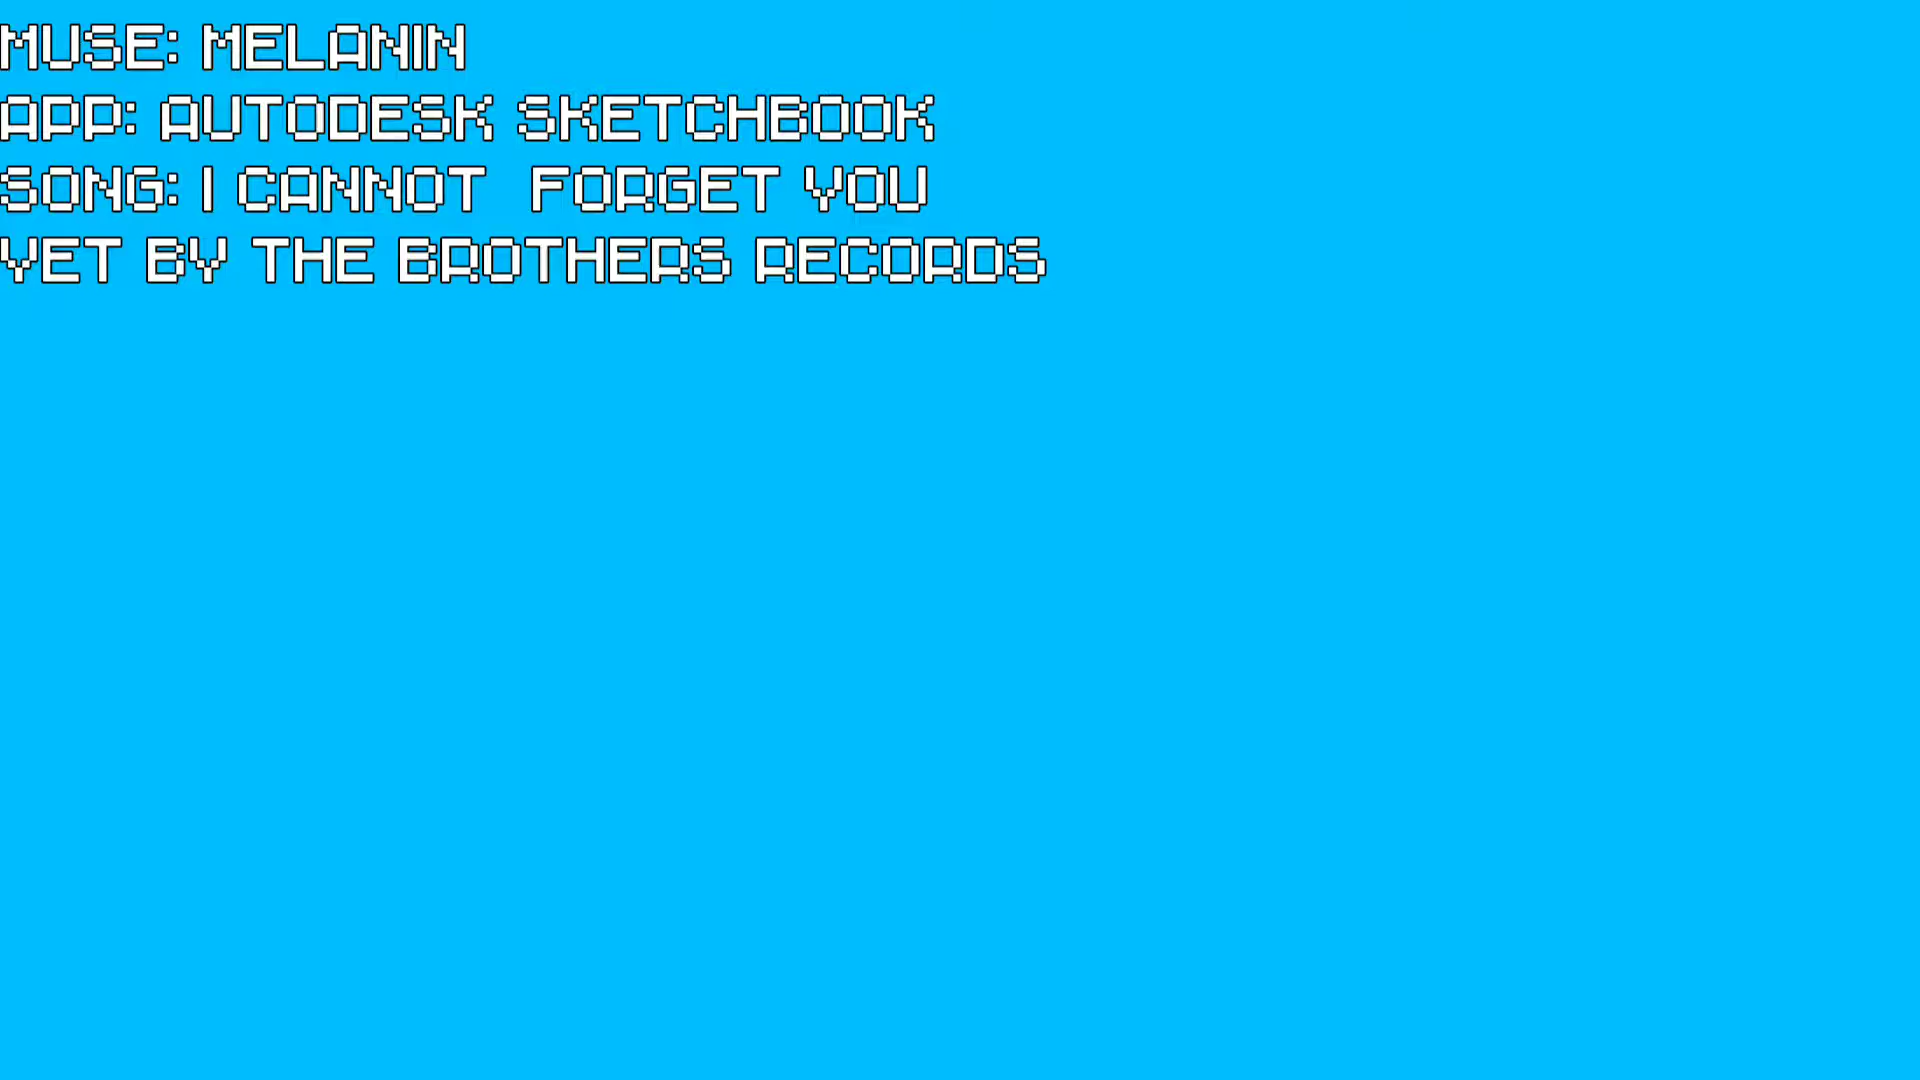 MUSE: MELANIN
APP: AUTODESK SKETCHBOOK
SONG: I CANNOT  FORGET YOU
YET BY THE BROTHERS RECORDS